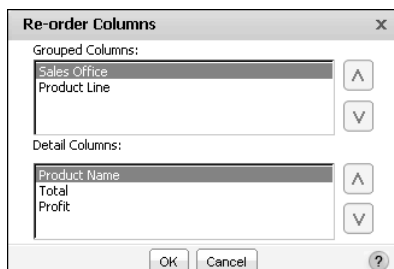 Re-order Columns x
Grouped Columns:
Sales Office
Product Line
Detail Columns:
Product Name
Total
Profit
OK Cancel ?